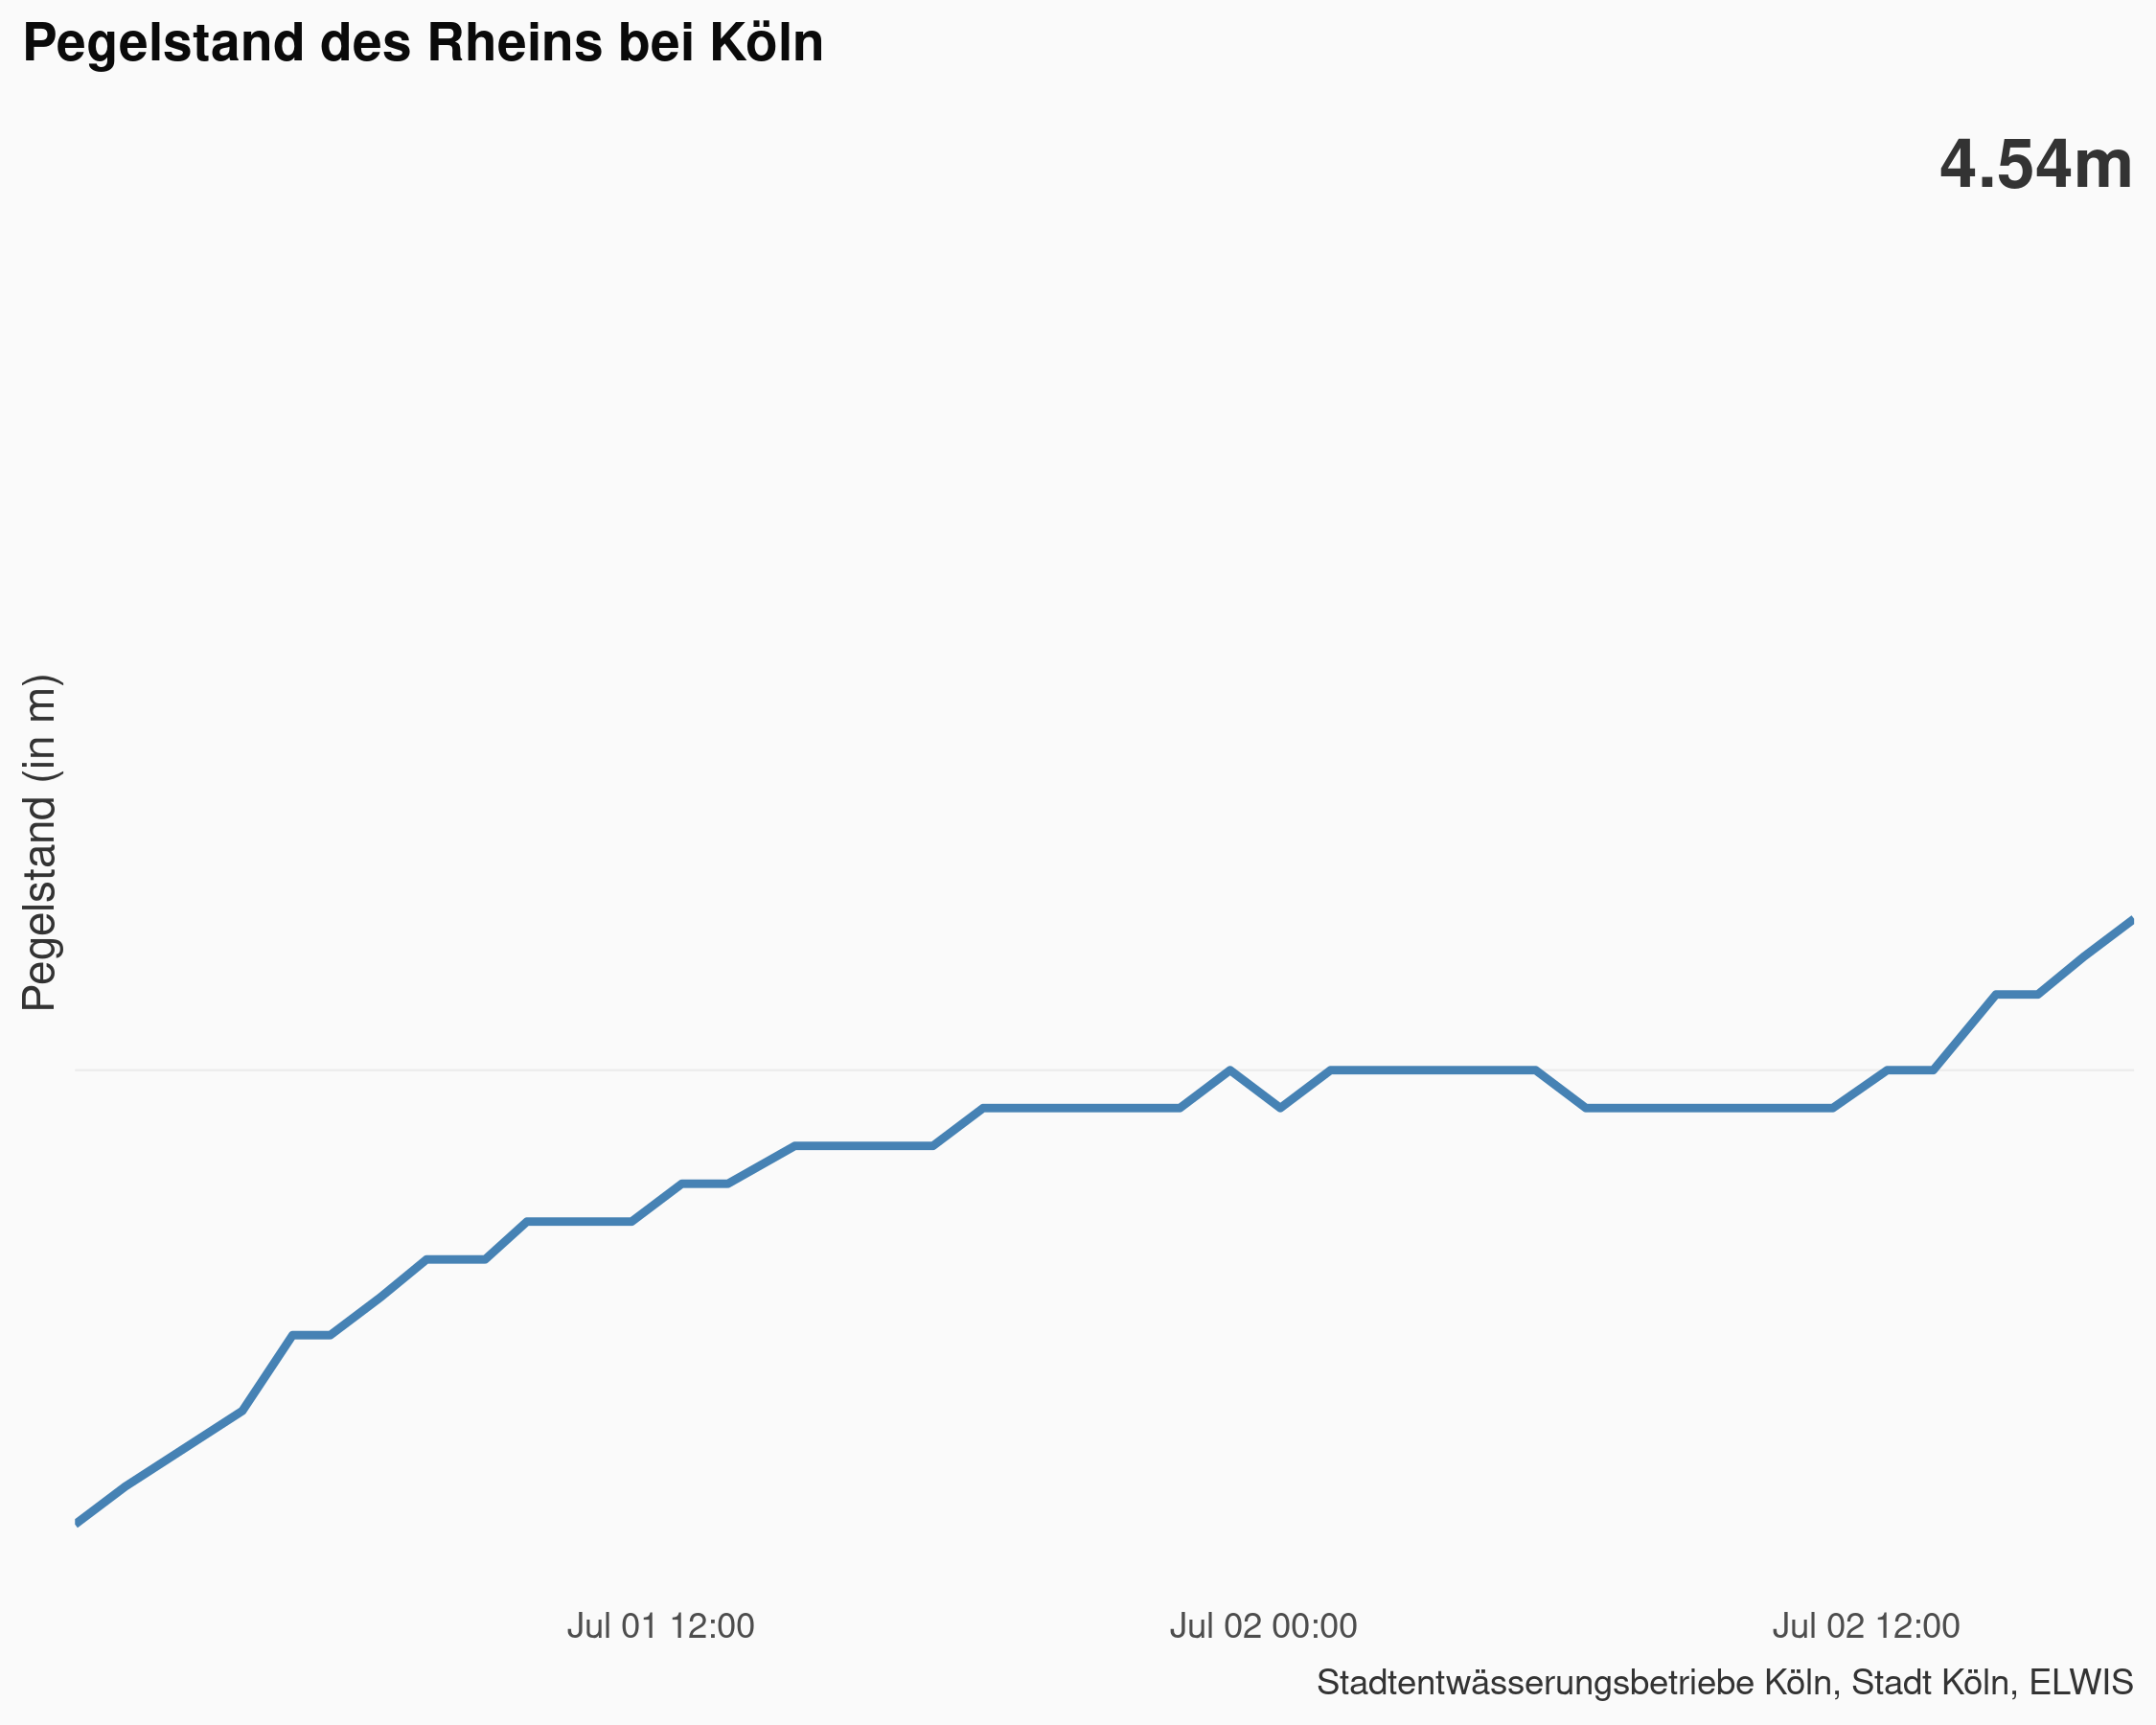 Pegelstand des Rheins bei Köln
4.54m
Pegelstand (in m)
Jul 01 12:00
Jul 02 00:00
Jul 02 12:00
Stadtentwässerungsbetriebe Köln, Stadt Köln, ELWIS